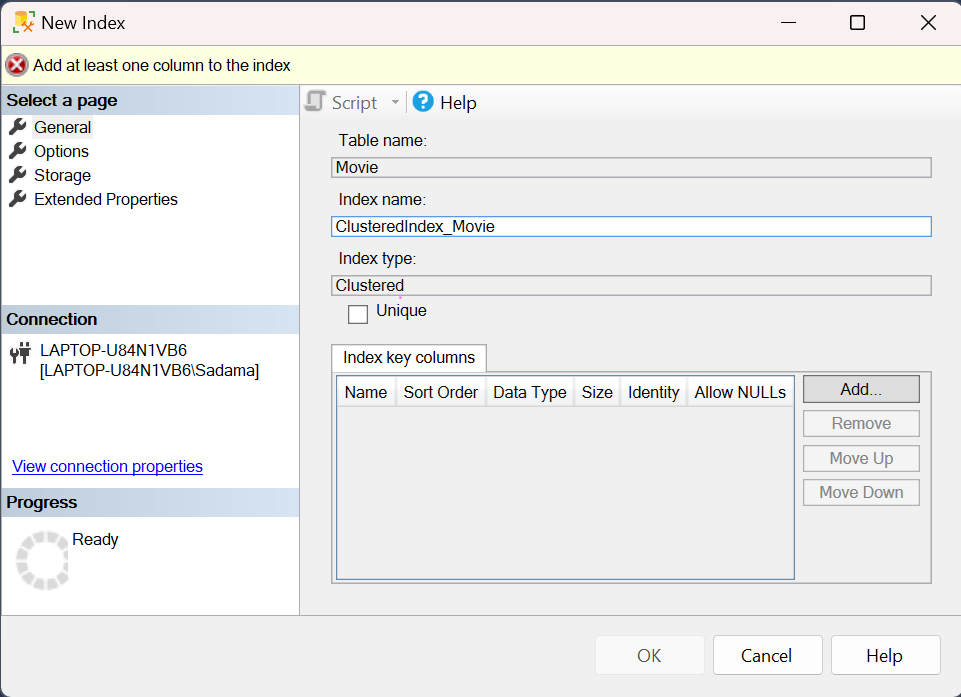 New Index
Add at least one column to the index
Select a page
General
Options
Storage
Extended Properties
Connection
LAPTOP-U84N1VB6
[LAPTOP-U84N1VB6\Sadama]
View connection properties
Progress
Ready
Script
Help
Table name:
Movie
Index name:
ClusteredIndex_Movie
Index type:
Clustered
Unique
Index key columns
Name Sort Order Data Type Size Identity Allow NULLs
Add...
Remove
Move Up
Move Down
OK Cancel Help